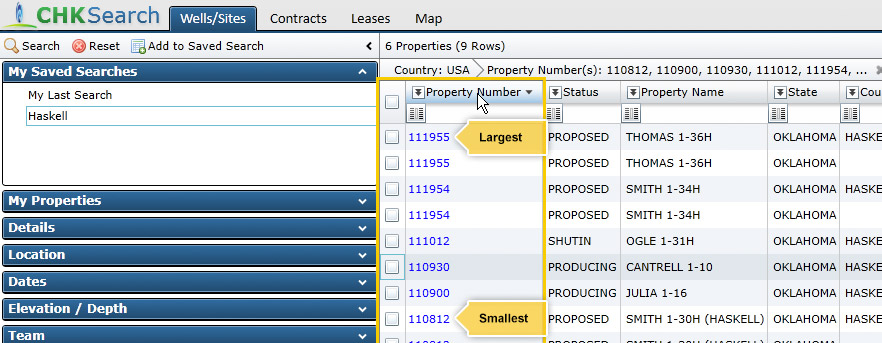 CHKSearch Wells/Sites Contracts Leases Map
Search Reset Add to Saved Search
6 Properties (9 Rows)
My Saved Searches
My Last Search
Haskell
My Properties
Details
Location
Dates
Elevation / Depth
Team
Country: USA Property Number(s): 110812, 110900, 110930, 111012, 111954, ...
Property Number Status Property Name State Cou
111955 Largest PROPOSED THOMAS 1-36H OKLAHOMA HASKE
111955 PROPOSED THOMAS 1-36H OKLAHOMA
111954 PROPOSED SMITH 1-34H OKLAHOMA HASKE
111954 PROPOSED SMITH 1-34H OKLAHOMA
111012 SHUTIN OGLE 1-31H OKLAHOMA HASKE
110930 PRODUCING CANTRELL 1-10 OKLAHOMA HASKE
110900 PRODUCING JULIA 1-16 OKLAHOMA HASKE
110812 Smallest PROPOSED SMITH 1-30H (HASKELL) OKLAHOMA HASKE